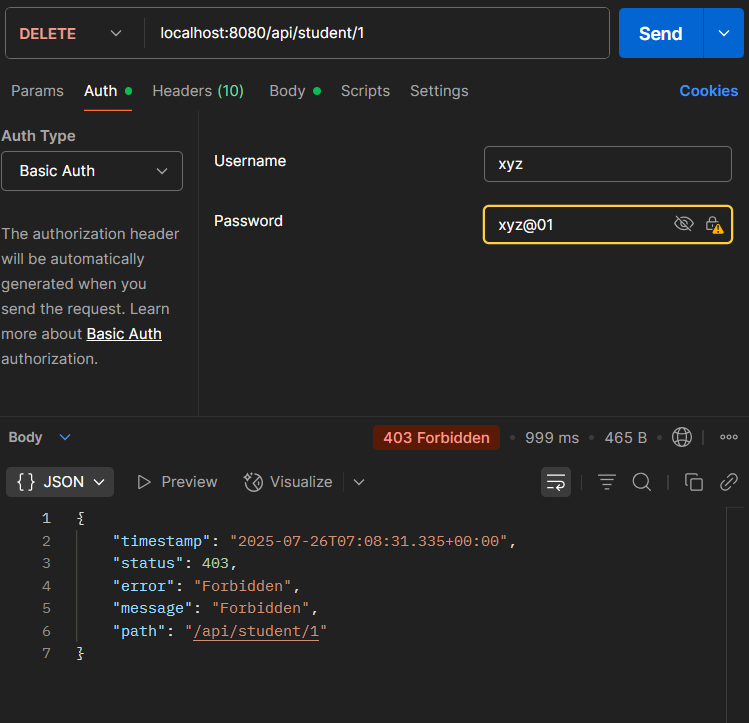 DELETE localhost:8080/api/student/1 Send
Params Auth Headers (10) Body Scripts Settings Cookies
Auth Type
Basic Auth
The authorization header
will be automatically
generated when you
send the request. Learn
more about Basic Auth
authorization.
Username xyz
Password xyz@01
Body 403 Forbidden 999 ms 465 B
{} JSON Preview Visualize
1 {
2 "timestamp": "2025-07-26T07:08:31.335+00:00",
3 "status": 403,
4 "error": "Forbidden",
5 "message": "Forbidden",
6 "path": "/api/student/1"
7 }